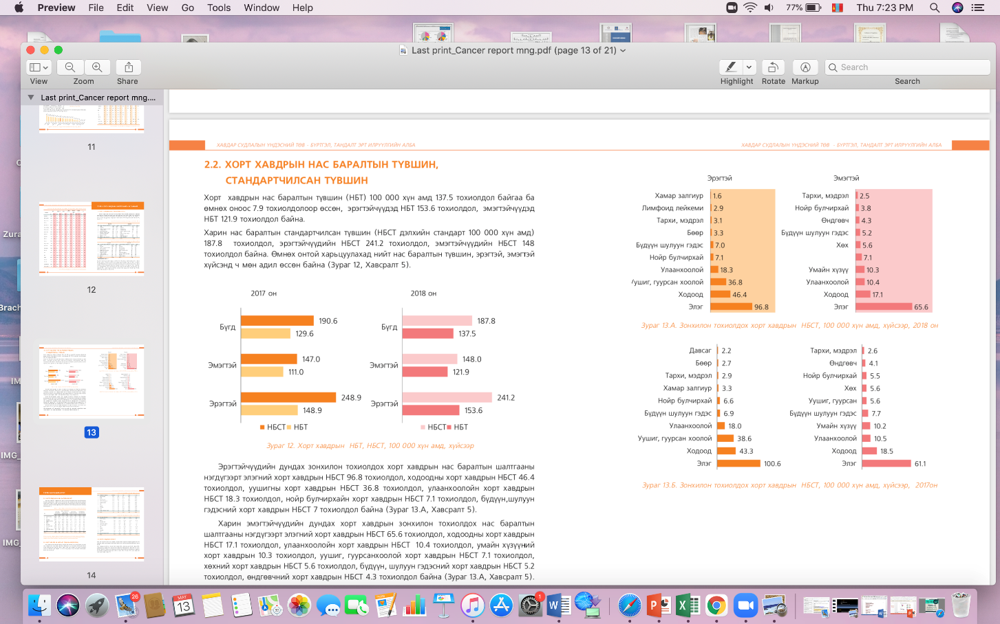 Preview File Edit View Go Tools Window Help
77% Thu 7:23 PM
Last print_Cancer report mng.pdf (page 13 of 21)
View Zoom Share
Highlight Rotate Markup
Search
Search
Last print_Cancer report mng....
11
12
13
14
ХАВДАР СУДЛАЛЫН ҮНДЭСНИЙ ТӨВ - БҮРТГЭЛ, ТАНДАЛТ ЭРТ ИЛРҮҮЛГИЙН АЛБА
2.2. ХОРТ ХАВДРЫН НАС БАРАЛТЫН ТҮВШИН,
СТАНДАРТЧИЛСАН ТҮВШИН
Хорт хавдрын нас баралтын түвшин (НБТ) 100 000 хүн амд 137.5 тохиолдол байгаа ба
өмнөх оноос 7.9 тохиолдолоор өссөн, эрэгтэйчүүдэд НБТ 153.6 тохиолдол, эмэгтэйчүүдэд
НБТ 121.9 тохиолдол байна.
Харин нас баралтын стандартчилсан түвшин (НБСТ дэлхийн стандарт 100 000 хүн амд)
187.8 тохиолдол, эрэгтэйчүүдийн НБСТ 241.2 тохиолдол, эмэгтэйчүүдийн НБСТ 148
тохиолдол байна. Өмнөх онтой харьцуулахад нийт нас баралтын түвшин, эрэгтэй, эмэгтэй
хүйсэнд ч мөн адил өссөн байна (Зураг 12, Хавсралт 5).
2017 он
Бүгд 190.6
129.6
Эмэгтэй 147.0
111.0
Эрэгтэй 248.9
148.9
НБСТ НБТ
2018 он
Бүгд 187.8
137.5
Эмэгтэй 148.0
121.9
Эрэгтэй 241.2
153.6
НБСТ НБТ
Зураг 12. Хорт хавдрын НБТ, НБСТ, 100 000 хүн амд, хүйсээр
Эрэгтэйчүүдийн дундах зонхилон тохиолдох хорт хавдрын нас баралтын шалтгааны
нэгдүгээрт элэгний хорт хавдрын НБСТ 96.8 тохиолдол, ходоодны хорт хавдрын НБСТ 46.4
тохиолдол, уушигны хорт хавдрын НБСТ 36.8 тохиолдол, улаанхоолойн хорт хавдрын
НБСТ 18.3 тохиолдол, нойр булчирхайн хорт хавдрын НБСТ 7.1 тохиолдол, бүдүүн,шулуун
гэдэсний хорт хавдрын НБСТ 7 тохиолдол байна (Зураг 13.А, Хавсралт 5).
Харин эмэгтэйчүүдийн дундах хорт хавдрын зонхилон тохиолдох нас баралтын
шалтгааны нэгдүгээрт элэгний хорт хавдрын НБСТ 65.6 тохиолдол, ходоодны хорт хавдрын
НБСТ 17.1 тохиолдол, улаанхоолойн хорт хавдрын НБСТ 10.4 тохиолдол, умайн хүзүүний
хорт хавдрын 10.3 тохиолдол, уушиг, гуурсанхоолой хорт хавдрын НБСТ 7.1 тохиолдол,
хөхний хорт хавдрын НБСТ 5.6 тохиолдол, бүдүүн, шулуун гэдэсний хорт хавдрын НБСТ 5.2
тохиолдол, өндгөвчний хорт хавдрын НБСТ 4.3 тохиолдол байна (Зураг 13.А, Хавсралт 5).
ХАВДАР СУДЛАЛЫН ҮНДЭСНИЙ ТӨВ - БҮРТГЭЛ, ТАНДАЛТ ЭРТ ИЛРҮҮЛГИЙН АЛБА
Эрэгтэй
Хамар залгиур 1.6
Лимфоид лейкеми 2.9
Тархи, мэдрэл 3.1
Бөөр 3.3
Бүдүүн шулуун гэдэс 7.0
Нойр булчирхай 7.1
Улаанхоолой 18.3
уушиг, гуурсан хоолой 36.8
Ходоод 46.4
Элэг 96.8
Эмэгтэй
Тархи, мэдрэл 2.5
Нойр булчирхай 3.8
Өндгөвч 4.3
Бүдүүн шулуун гэдэс 5.2
Хөх 5.6
7.1
Умайн хүзүү 10.3
Улаанхоолой 10.4
Ходоод 17.1
Элэг 65.6
Зураг 13.А. Зонхилон тохиолдох хорт хавдрын НБСТ, 100 000 хүн амд, хүйсээр, 2018 он
Давсаг 2.2
Бөөр 2.7
Тархи, мэдрэл 2.9
Хамар залгиур 3.3
Нойр булчирхай 6.6
Бүдүүн шулуун гэдэс 6.9
Улаанхоолой 18.0
Уушиг, гуурсан хоолой 38.6
Ходоод 43.3
Элэг 100.6
Тархи, мэдрэл 2.6
Өндгөвч 4.1
Нойр булчирхай 5.5
Хөх 5.6
Уушиг, гуурсан 5.6
Бүдүүн шулуун гэдэс 7.7
Умайн хүзүү 10.2
Улаанхоолой 10.5
Ходоод 18.5
Элэг 61.1
Зураг 13.Б. Зонхилон тохиолдох хорт хавдрын НБСТ, 100 000 хүн амд, хүйсээр, 2017он
Zura
Brach
IM
IMG_
IMG_
26
MAY
13
1